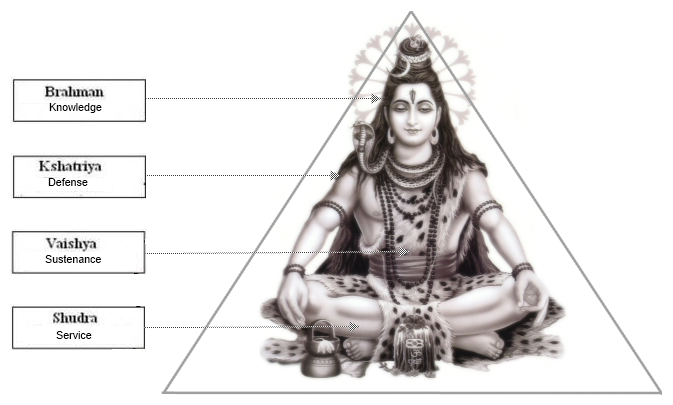 Brahman
Knowledge
Kshatriya
Defense
Vaishya
Sustenance
Shudra
Service